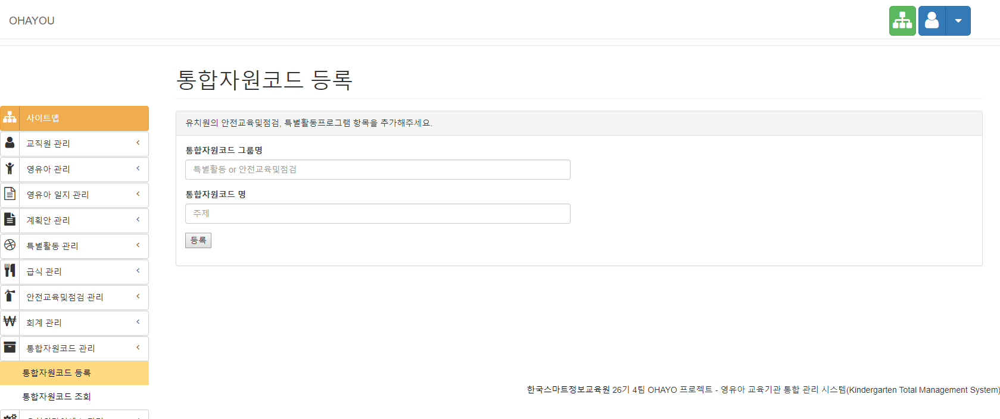 OHAYOU
통합자원코드 등록
사이트맵
교직원 관리
영유아 관리
영유아 일지 관리
계획안 관리
특별활동 관리
급식 관리
안전교육및점검 관리
회계 관리
통합자원코드 관리
통합자원코드 등록
통합자원코드 조회
유치원의 안전교육및점검, 특별활동프로그램 항목을 추가해주세요.
통합자원코드 그룹명
특별활동 or 안전교육및점검
통합자원코드 명
주제
등록
한국스마트정보교육원 26기 4팀 OHAYO 프로젝트 - 영유아 교육기관 통합 관리 시스템(Kindergarten Total Management System)